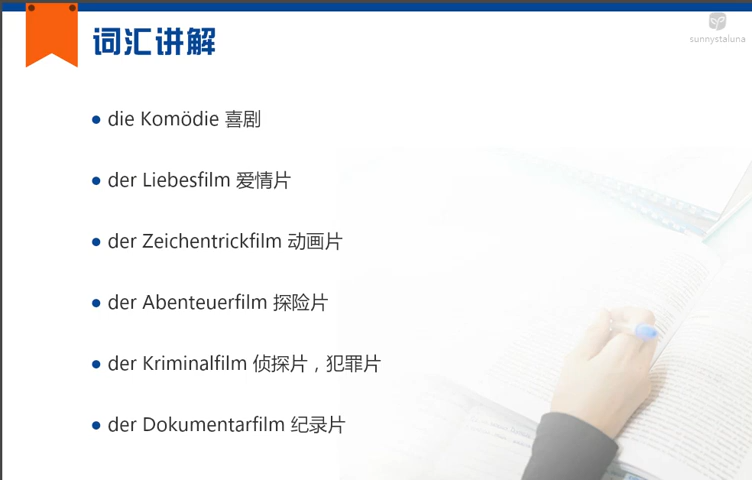 词汇讲解
sunnystaluna
die Komödie 喜剧
der Liebesfilm 爱情片
der Zeichentrickfilm 动画片
der Abenteuerfilm 探险片
der Kriminalfilm 侦探片，犯罪片
der Dokumentarfilm 纪录片